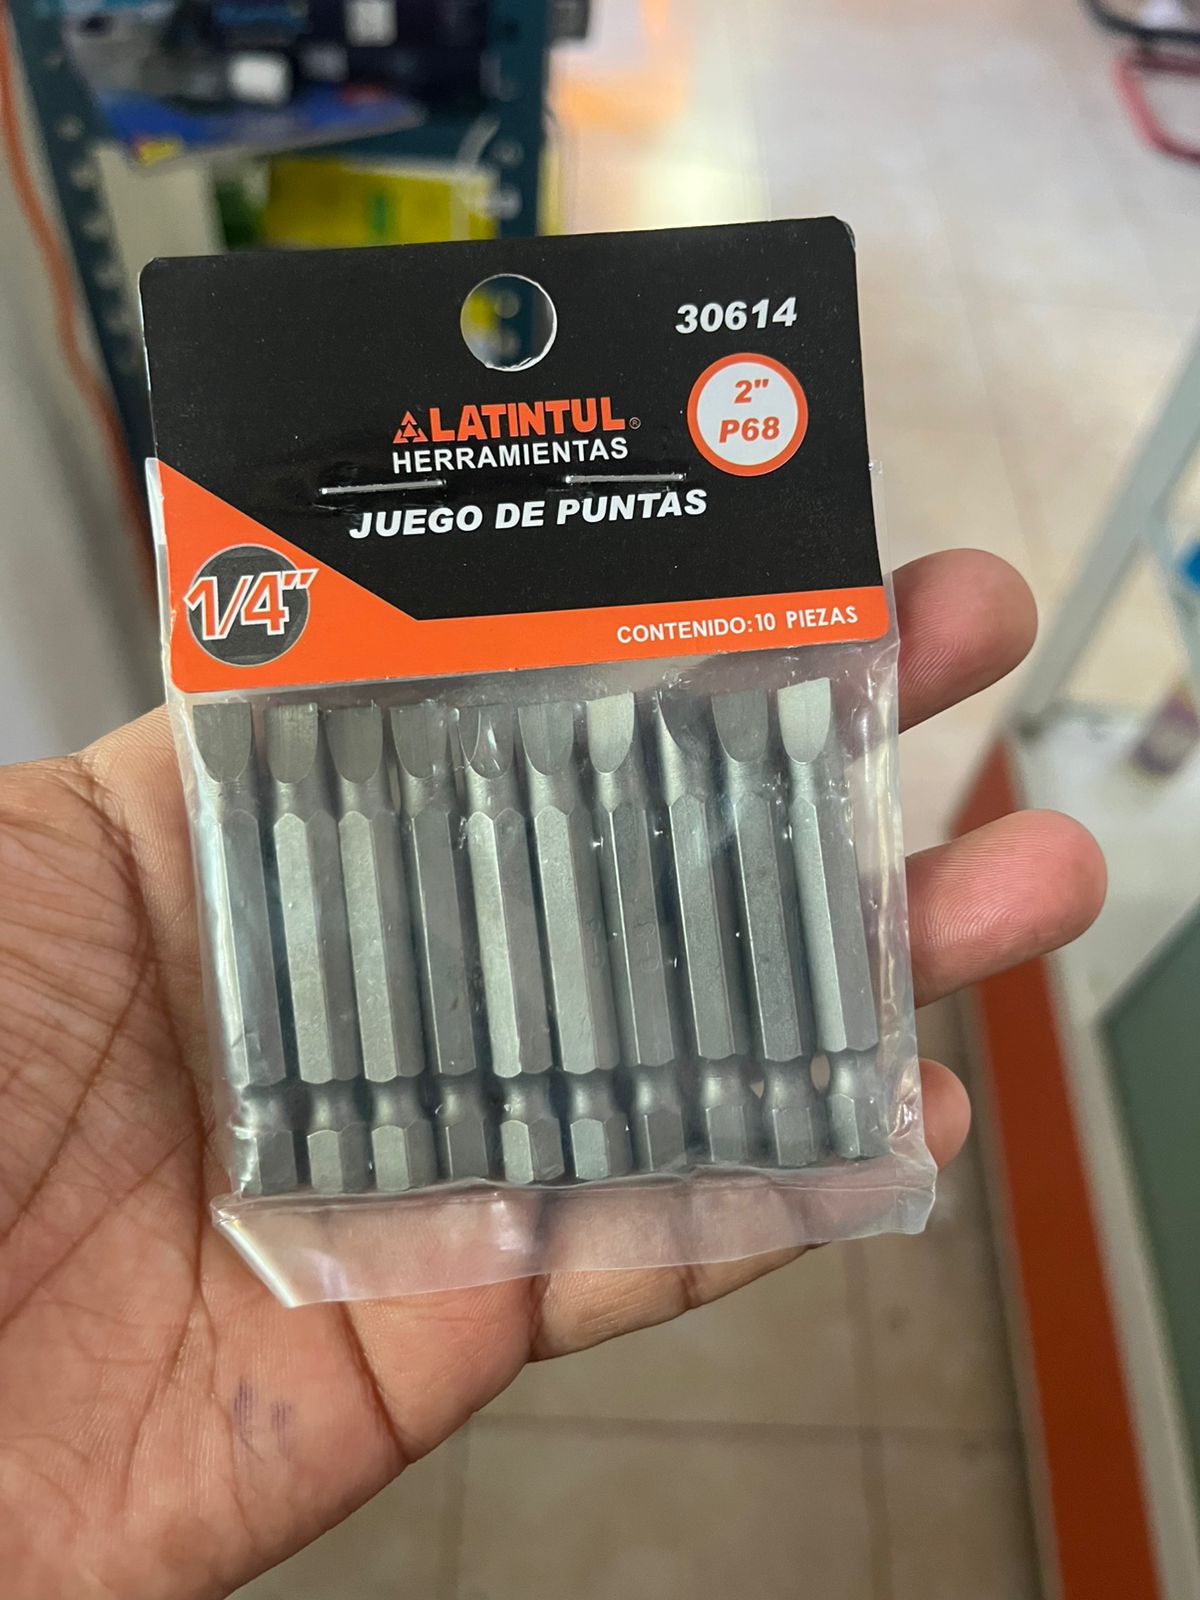 30614
2"
P68
LATINTUL®
HERRAMIENTAS
JUEGO DE PUNTAS
1/4"
CONTENIDO: 10 PIEZAS